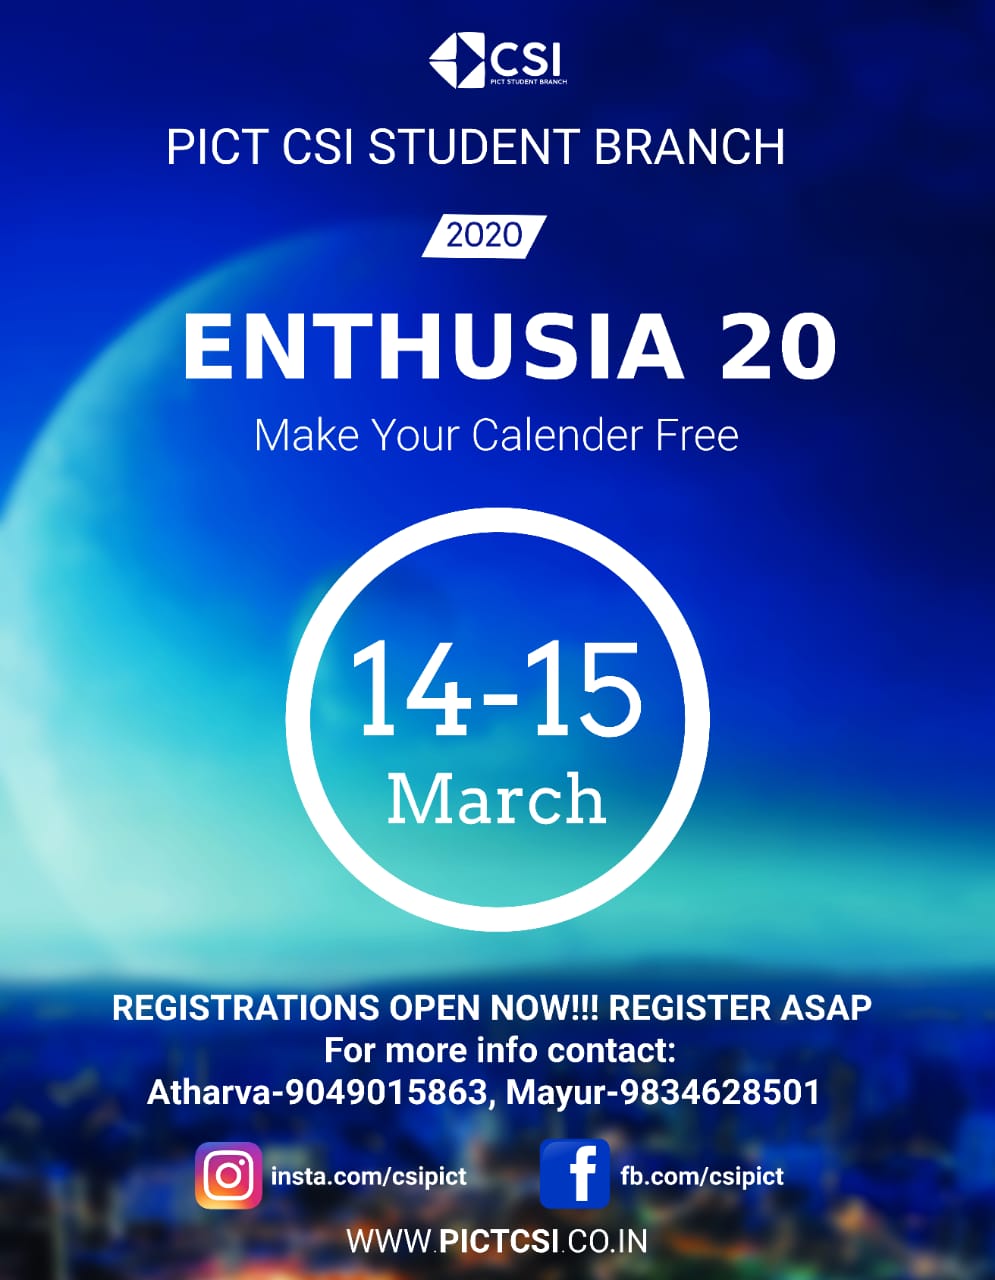 CSI
PICT STUDENT BRANCH
PICT CSI STUDENT BRANCH
2020
ENTHUSIA 20
Make Your Calender Free
14-15
March
REGISTRATIONS OPEN NOW!!! REGISTER ASAP
For more info contact:
Atharva-9049015863, Mayur-9834628501
insta.com/csipict
fb.com/csipict
WWW.PICTCSI.CO.IN